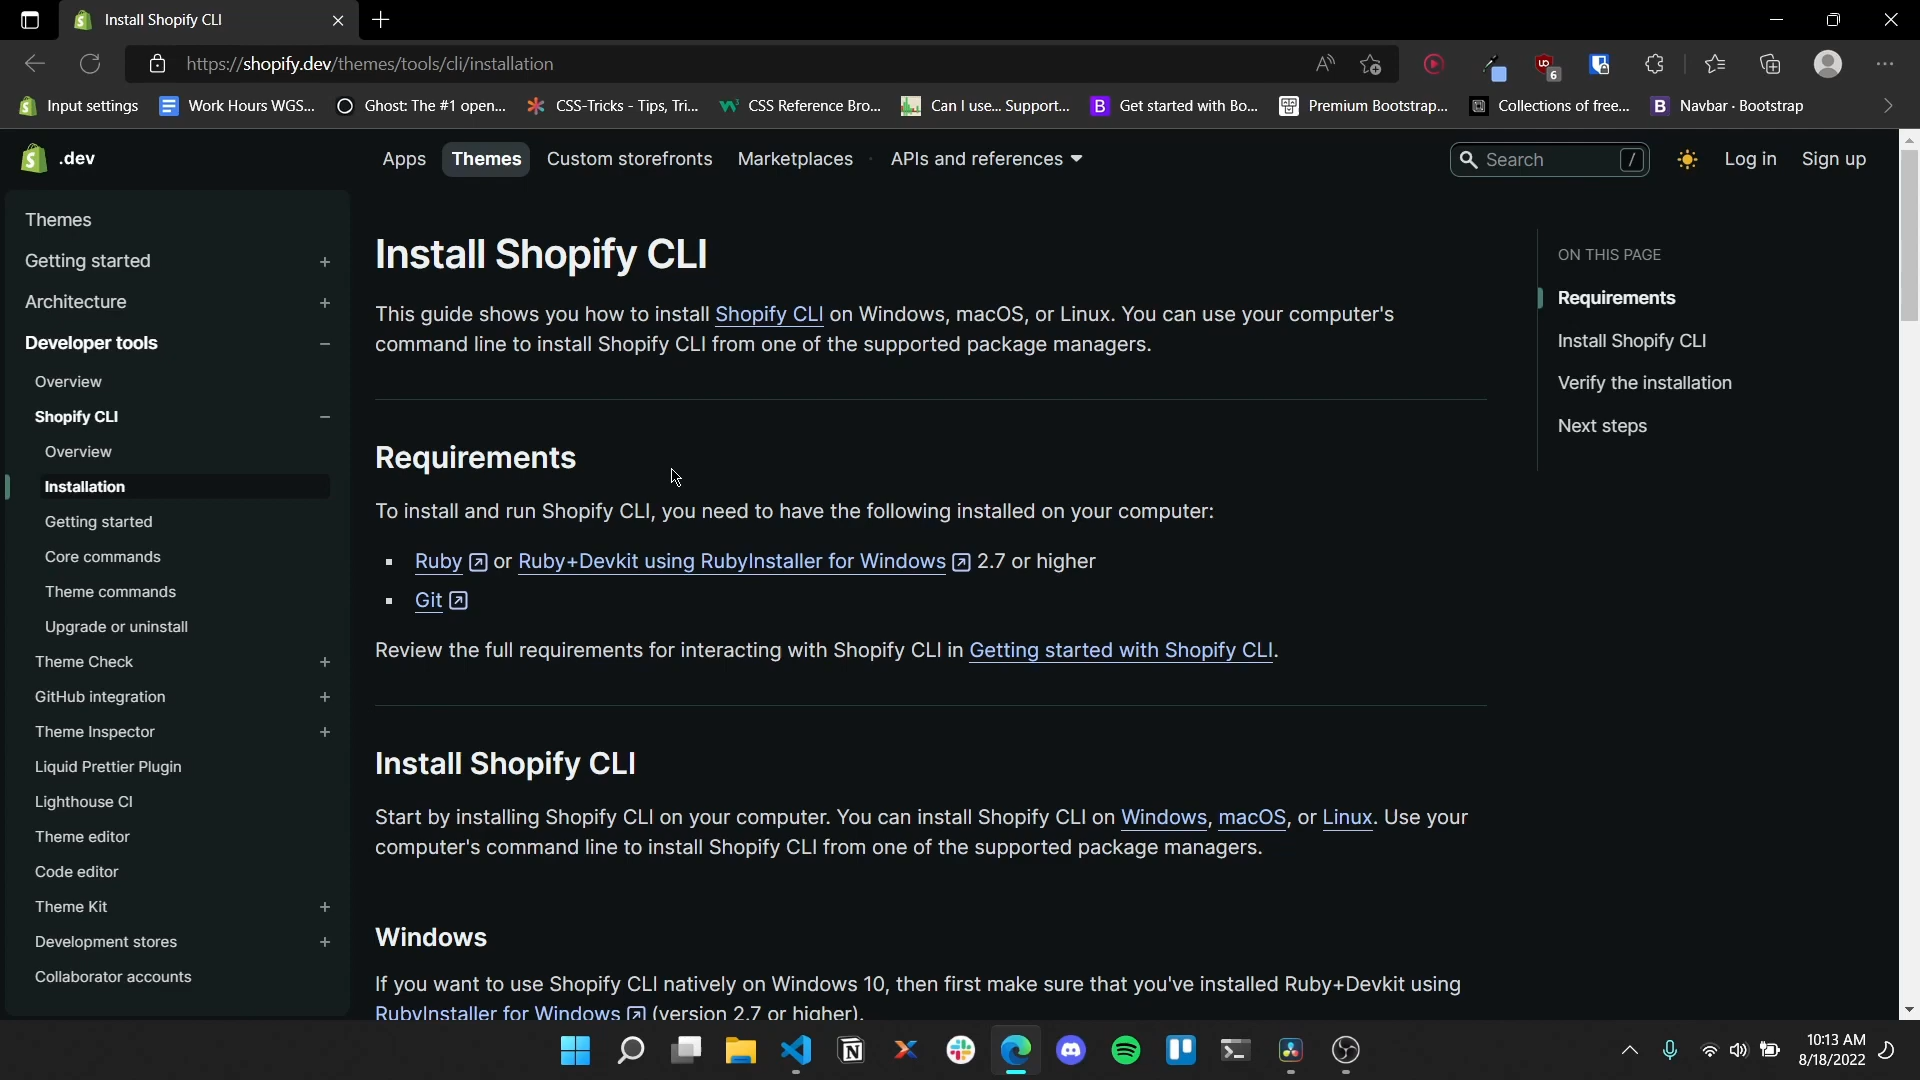 Install Shopify CLI
https://shopify.dev/themes/tools/cli/installation
6
Input settings Work Hours WGS... Ghost: The #1 open... CSS-Tricks - Tips, Tri... CSS Reference Bro... Can I use... Support... Get started with Bo... Premium Bootstrap... Collections of free... Navbar · Bootstrap
.dev Apps Themes Custom storefronts Marketplaces APIs and references Search / Log in Sign up
Themes
Getting started +
Architecture +
Developer tools −
Overview
Shopify CLI −
Overview
Installation
Getting started
Core commands
Theme commands
Upgrade or uninstall
Theme Check +
GitHub integration +
Theme Inspector +
Liquid Prettier Plugin
Lighthouse CI
Theme editor
Code editor
Theme Kit +
Development stores +
Collaborator accounts
Install Shopify CLI
This guide shows you how to install Shopify CLI on Windows, macOS, or Linux. You can use your computer's
command line to install Shopify CLI from one of the supported package managers.
Requirements
To install and run Shopify CLI, you need to have the following installed on your computer:
Ruby or Ruby+Devkit using RubyInstaller for Windows 2.7 or higher
Git
Review the full requirements for interacting with Shopify CLI in Getting started with Shopify CLI.
Install Shopify CLI
Start by installing Shopify CLI on your computer. You can install Shopify CLI on Windows, macOS, or Linux. Use your
computer's command line to install Shopify CLI from one of the supported package managers.
Windows
If you want to use Shopify CLI natively on Windows 10, then first make sure that you've installed Ruby+Devkit using
RubyInstaller for Windows (version 2.7 or higher).
ON THIS PAGE
Requirements
Install Shopify CLI
Verify the installation
Next steps
10:13 AM
8/18/2022